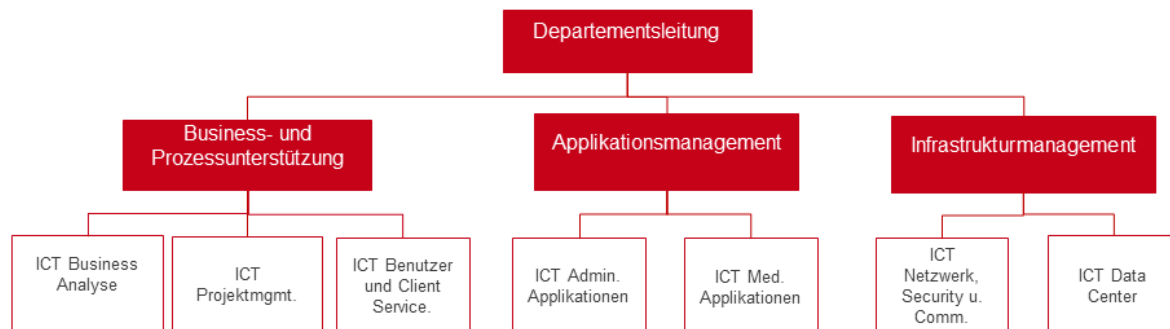 Departementsleitung
Business- und
Prozessunterstützung
Applikationsmanagement
Infrastrukturmanagement
ICT Business
Analyse
ICT
Projektmgmt.
ICT Benutzer
und Client
Service.
ICT Admin.
Applikationen
ICT Med.
Applikationen
ICT
Netzwerk,
Security u.
Comm.
ICT Data
Center